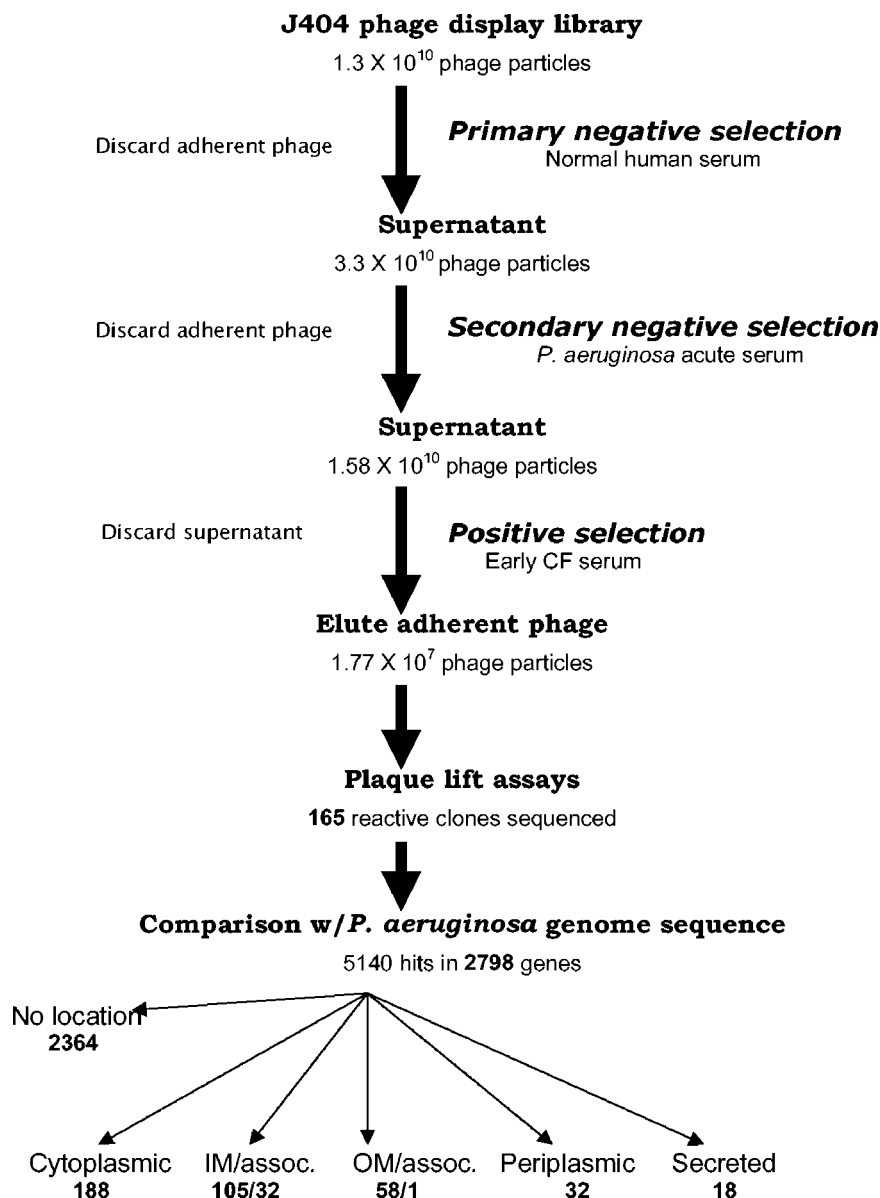 J404 phage display library
1.3 X 10^10 phage particles
Discard adherent phage
Primary negative selection
Normal human serum
Supernatant
3.3 X 10^10 phage particles
Discard adherent phage
Secondary negative selection
P. aeruginosa acute serum
Supernatant
1.58 X 10^10 phage particles
Discard supernatant
Positive selection
Early CF serum
Elute adherent phage
1.77 X 10^7 phage particles
Plaque lift assays
165 reactive clones sequenced
Comparison w/P. aeruginosa genome sequence
5140 hits in 2798 genes
No location
2364
Cytoplasmic IM/assoc. OM/assoc. Periplasmic Secreted
188 105/32 58/1 32 18